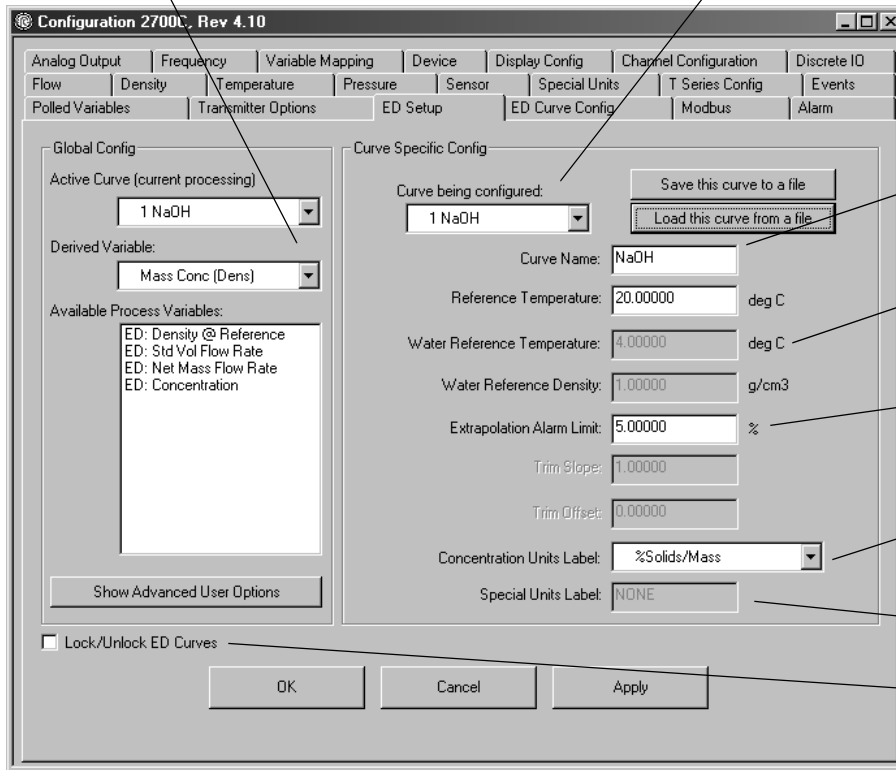 Configuration 2700C, Rev 4.10
Analog Output Frequency Variable Mapping Device Display Config Channel Configuration Discrete IO
Flow Density Temperature Pressure Sensor Special Units T Series Config Events
Polled Variables Transmitter Options ED Setup ED Curve Config Modbus Alarm
Global Config
Active Curve (current processing)
1 NaOH
Derived Variable:
Mass Conc (Dens)
Available Process Variables:
ED: Density @ Reference
ED: Std Vol Flow Rate
ED: Net Mass Flow Rate
ED: Concentration
Show Advanced User Options
Curve Specific Config
Curve being configured:
1 NaOH
Save this curve to a file
Load this curve from a file
Curve Name: NaOH
Reference Temperature: 20.00000 deg C
Water Reference Temperature: 4.00000 deg C
Water Reference Density: 1.00000 g/cm3
Extrapolation Alarm Limit: 5.00000 %
Trim Slope: 1.00000
Trim Offset: 0.00000
Concentration Units Label: %Solids/Mass
Special Units Label: NONE
Lock/Unlock ED Curves
OK Cancel Apply